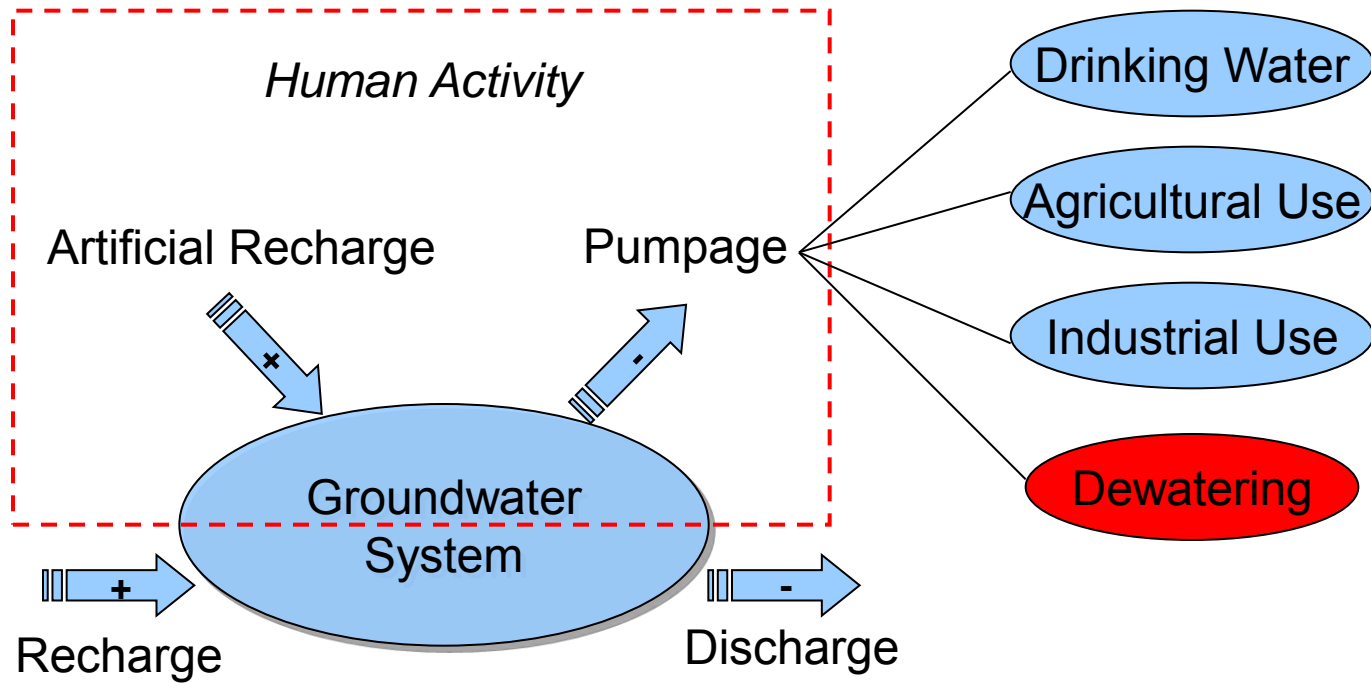 Human Activity
Drinking Water
Agricultural Use
Artificial Recharge
Pumpage
Industrial Use
+
-
Groundwater
System
Dewatering
+
-
Recharge
Discharge